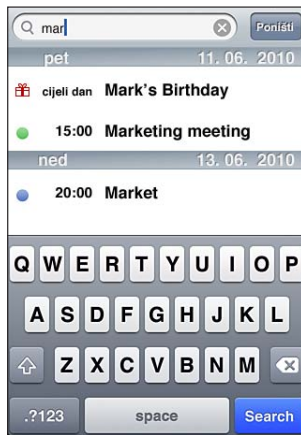 mar
Poništi
pet 11. 06. 2010
cijeli dan Mark's Birthday
15:00 Marketing meeting
ned 13. 06. 2010
20:00 Market
Q W E R T Y U I O P
A S D F G H J K L
Z X C V B N M
.?123 space Search